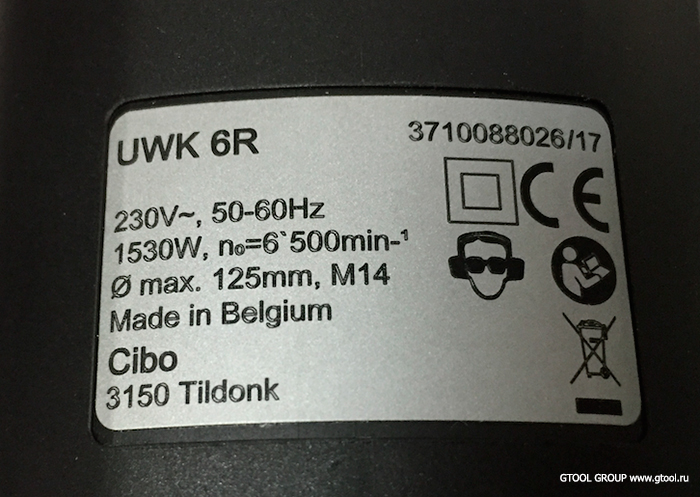 UWK 6R
3710088026/17
CE
230V~, 50-60Hz
1530W, n₀=6`500min-¹
Ø max. 125mm, M14
Made in Belgium
Cibo
3150 Tildonk
GTOOL GROUP www.gtool.ru